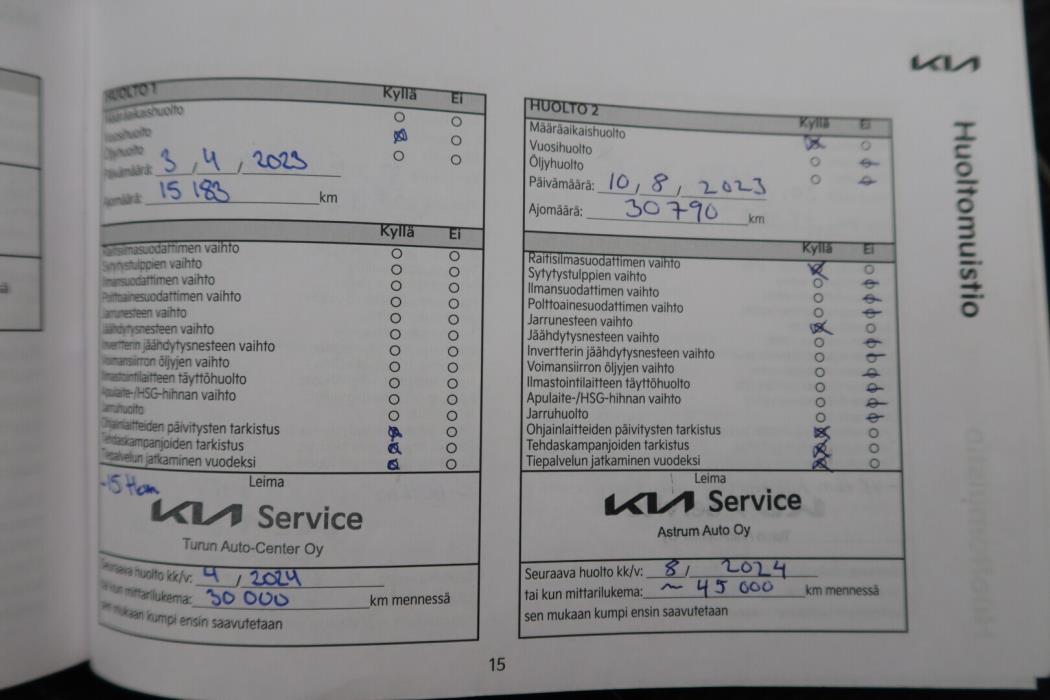 KIA
Huoltomuistio
HUOLTO 1 Kyllä Ei
Määräaikaishuolto
Vuosihuolto
Öljyhuolto
Päivämäärä: 3, 4, 2023
Ajomäärä: 15 183 km
Kyllä Ei
Raitisilmasuodattimen vaihto
Sytytystulppien vaihto
Ilmansuodattimen vaihto
Polttoainesuodattimen vaihto
Jarrunesteen vaihto
Jäähdytysnesteen vaihto
Invertterin jäähdytysnesteen vaihto
Voimansiirron öljyjen vaihto
Ilmastointilaitteen täyttöhuolto
Apulaite-/HSG-hihnan vaihto
Jarruhuolto
Ohjainlaitteiden päivitysten tarkistus
Tehdaskampanjoiden tarkistus
Tiepalvelun jatkaminen vuodeksi
Leima
KIA Service
Turun Auto-Center Oy
Seuraava huolto kk/v: 4, 2024
tai kun mittarilukema: 30 000 km mennessä
sen mukaan kumpi ensin saavutetaan
HUOLTO 2
Kyllä Ei
Määräaikaishuolto
Vuosihuolto
Öljyhuolto
Päivämäärä: 10, 8, 2023
Ajomäärä: 30 790 km
Kyllä Ei
Raitisilmasuodattimen vaihto
Sytytystulppien vaihto
Ilmansuodattimen vaihto
Polttoainesuodattimen vaihto
Jarrunesteen vaihto
Jäähdytysnesteen vaihto
Invertterin jäähdytysnesteen vaihto
Voimansiirron öljyjen vaihto
Ilmastointilaitteen täyttöhuolto
Apulaite-/HSG-hihnan vaihto
Jarruhuolto
Ohjainlaitteiden päivitysten tarkistus
Tehdaskampanjoiden tarkistus
Tiepalvelun jatkaminen vuodeksi
Leima
KIA Service
Astrum Auto Oy
Seuraava huolto kk/v: 8, 2024
tai kun mittarilukema: ~ 45 000 km mennessä
sen mukaan kumpi ensin saavutetaan
15